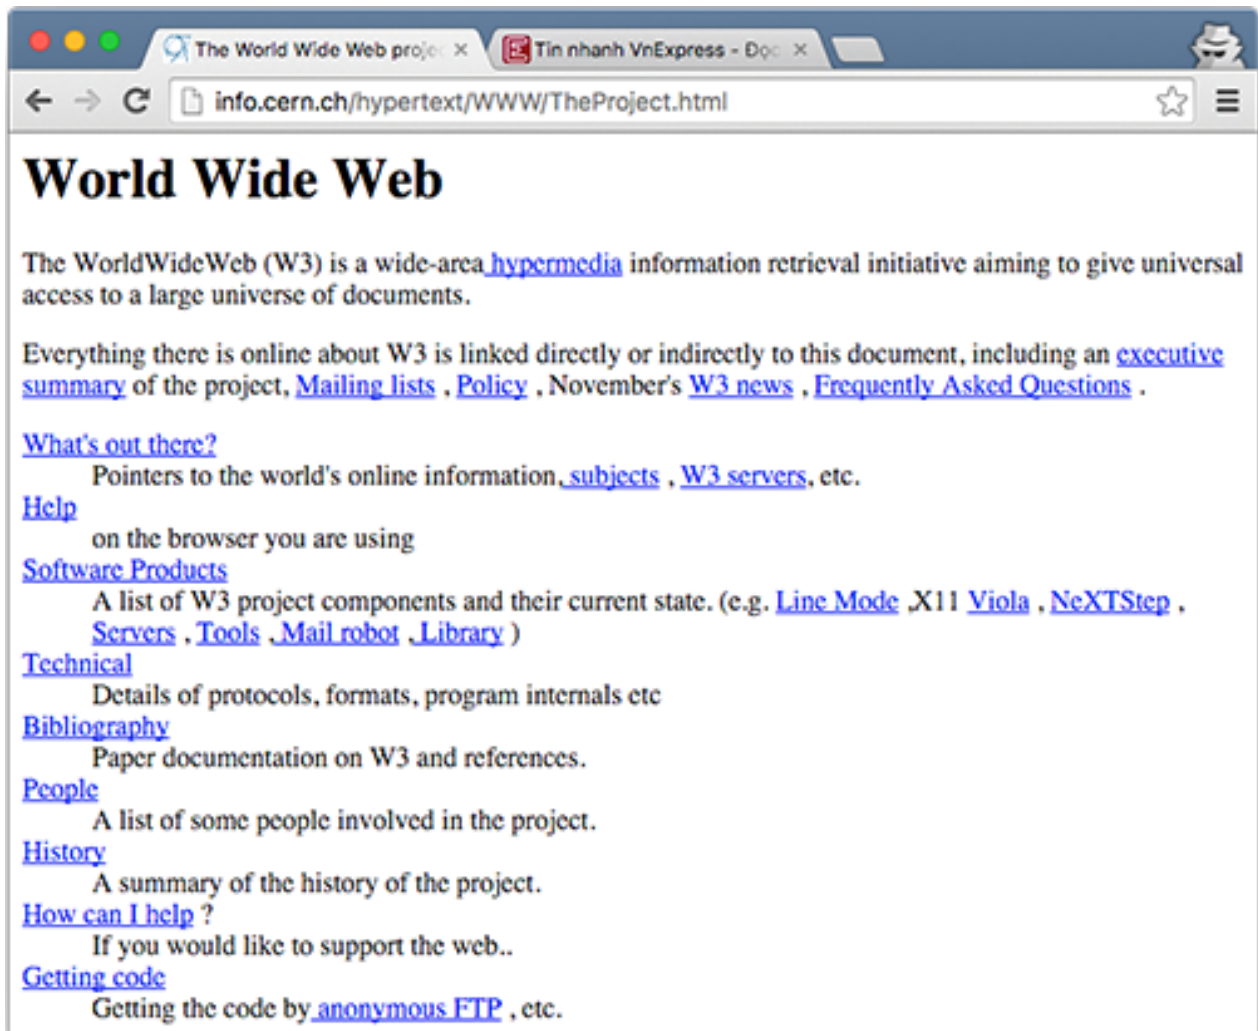 The World Wide Web projec
Tin nhanh VnExpress - Đọc
info.cern.ch/hypertext/WWW/TheProject.html
World Wide Web
The WorldWideWeb (W3) is a wide-area hypermedia information retrieval initiative aiming to give universal
access to a large universe of documents.
Everything there is online about W3 is linked directly or indirectly to this document, including an executive
summary of the project, Mailing lists , Policy , November's W3 news , Frequently Asked Questions .
What's out there?
Pointers to the world's online information, subjects , W3 servers, etc.
Help
on the browser you are using
Software Products
A list of W3 project components and their current state. (e.g. Line Mode ,X11 Viola , NeXTStep ,
Servers , Tools , Mail robot , Library )
Technical
Details of protocols, formats, program internals etc
Bibliography
Paper documentation on W3 and references.
People
A list of some people involved in the project.
History
A summary of the history of the project.
How can I help ?
If you would like to support the web..
Getting code
Getting the code by anonymous FTP , etc.